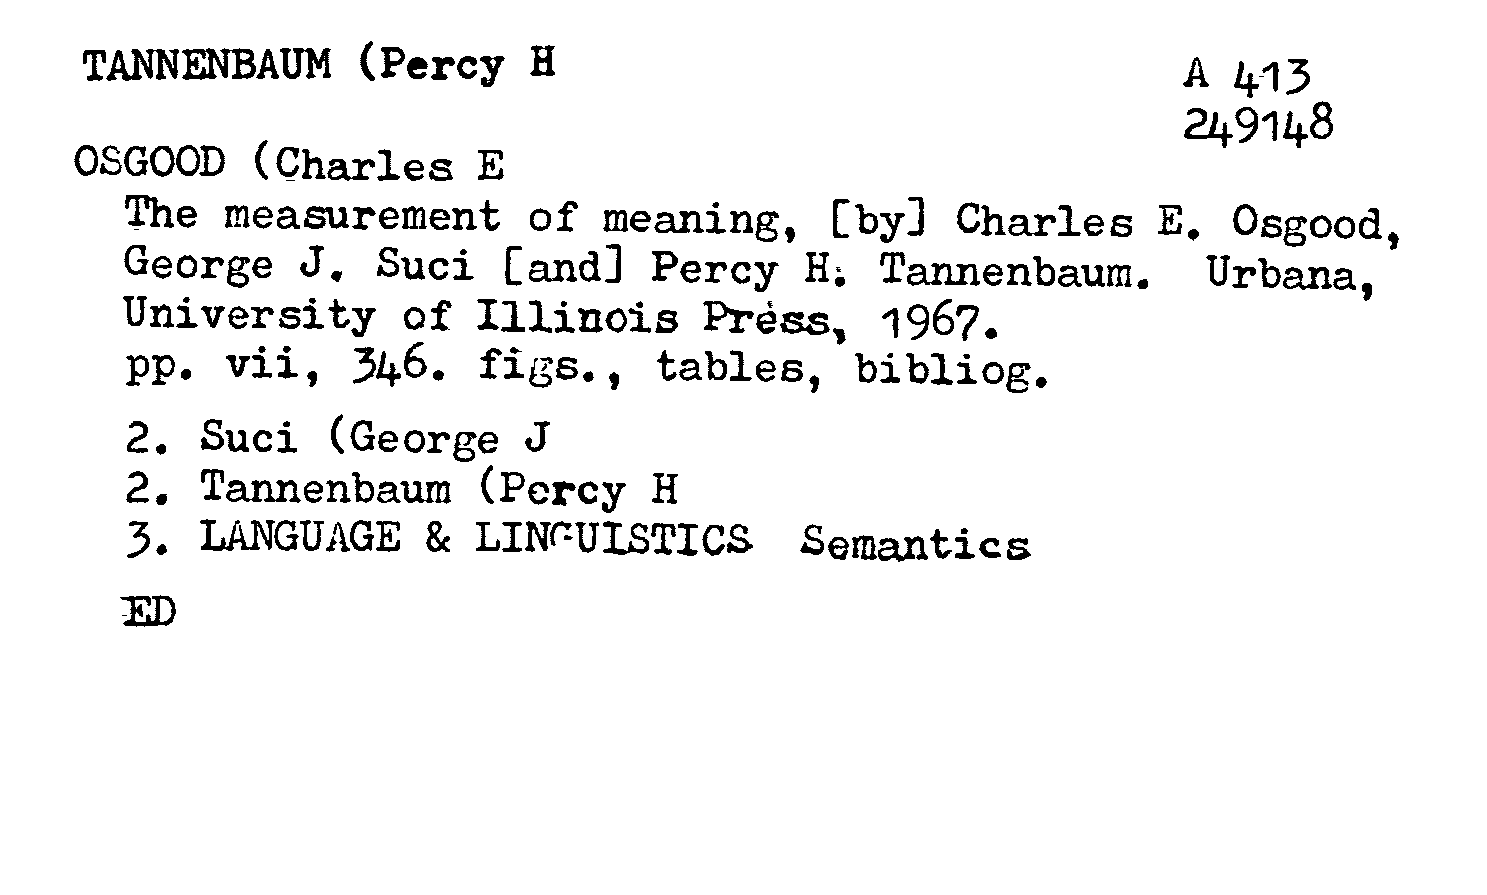 TANNENBAUM (Percy H
A 413
249148
OSGOOD (Charles E
The measurement of meaning, [by] Charles E. Osgood,
George J. Suci [and] Percy H. Tannenbaum. Urbana,
University of Illinois Press, 1967.
pp. vii, 346. figs., tables, bibliog.
2. Suci (George J
2. Tannenbaum (Percy H
3. LANGUAGE & LINGUISTICS Semantics
ED